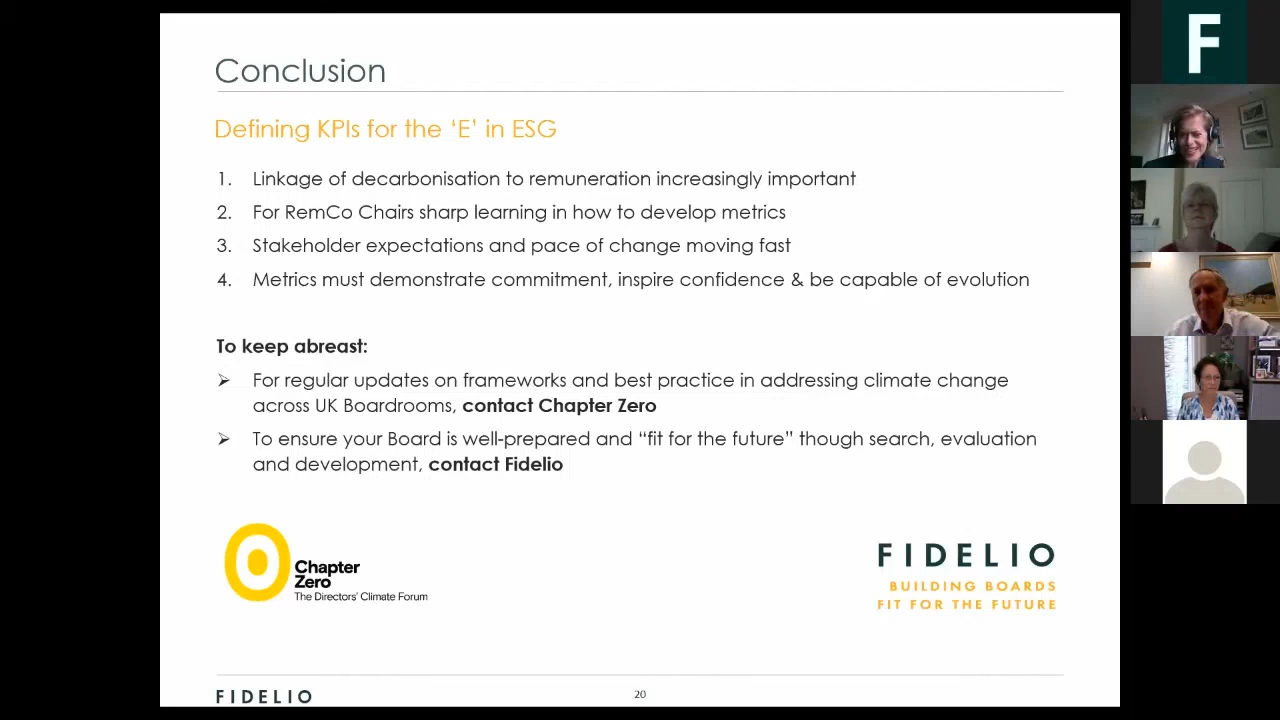 Conclusion
Defining KPIs for the ‘E’ in ESG
1. Linkage of decarbonisation to remuneration increasingly important
2. For RemCo Chairs sharp learning in how to develop metrics
3. Stakeholder expectations and pace of change moving fast
4. Metrics must demonstrate commitment, inspire confidence & be capable of evolution
To keep abreast:
➢ For regular updates on frameworks and best practice in addressing climate change
across UK Boardrooms, contact Chapter Zero
➢ To ensure your Board is well-prepared and “fit for the future” though search, evaluation
and development, contact Fidelio
Chapter
Zero
The Directors’ Climate Forum
FIDELIO
BUILDING BOARDS
FIT FOR THE FUTURE
FIDELIO
20
F